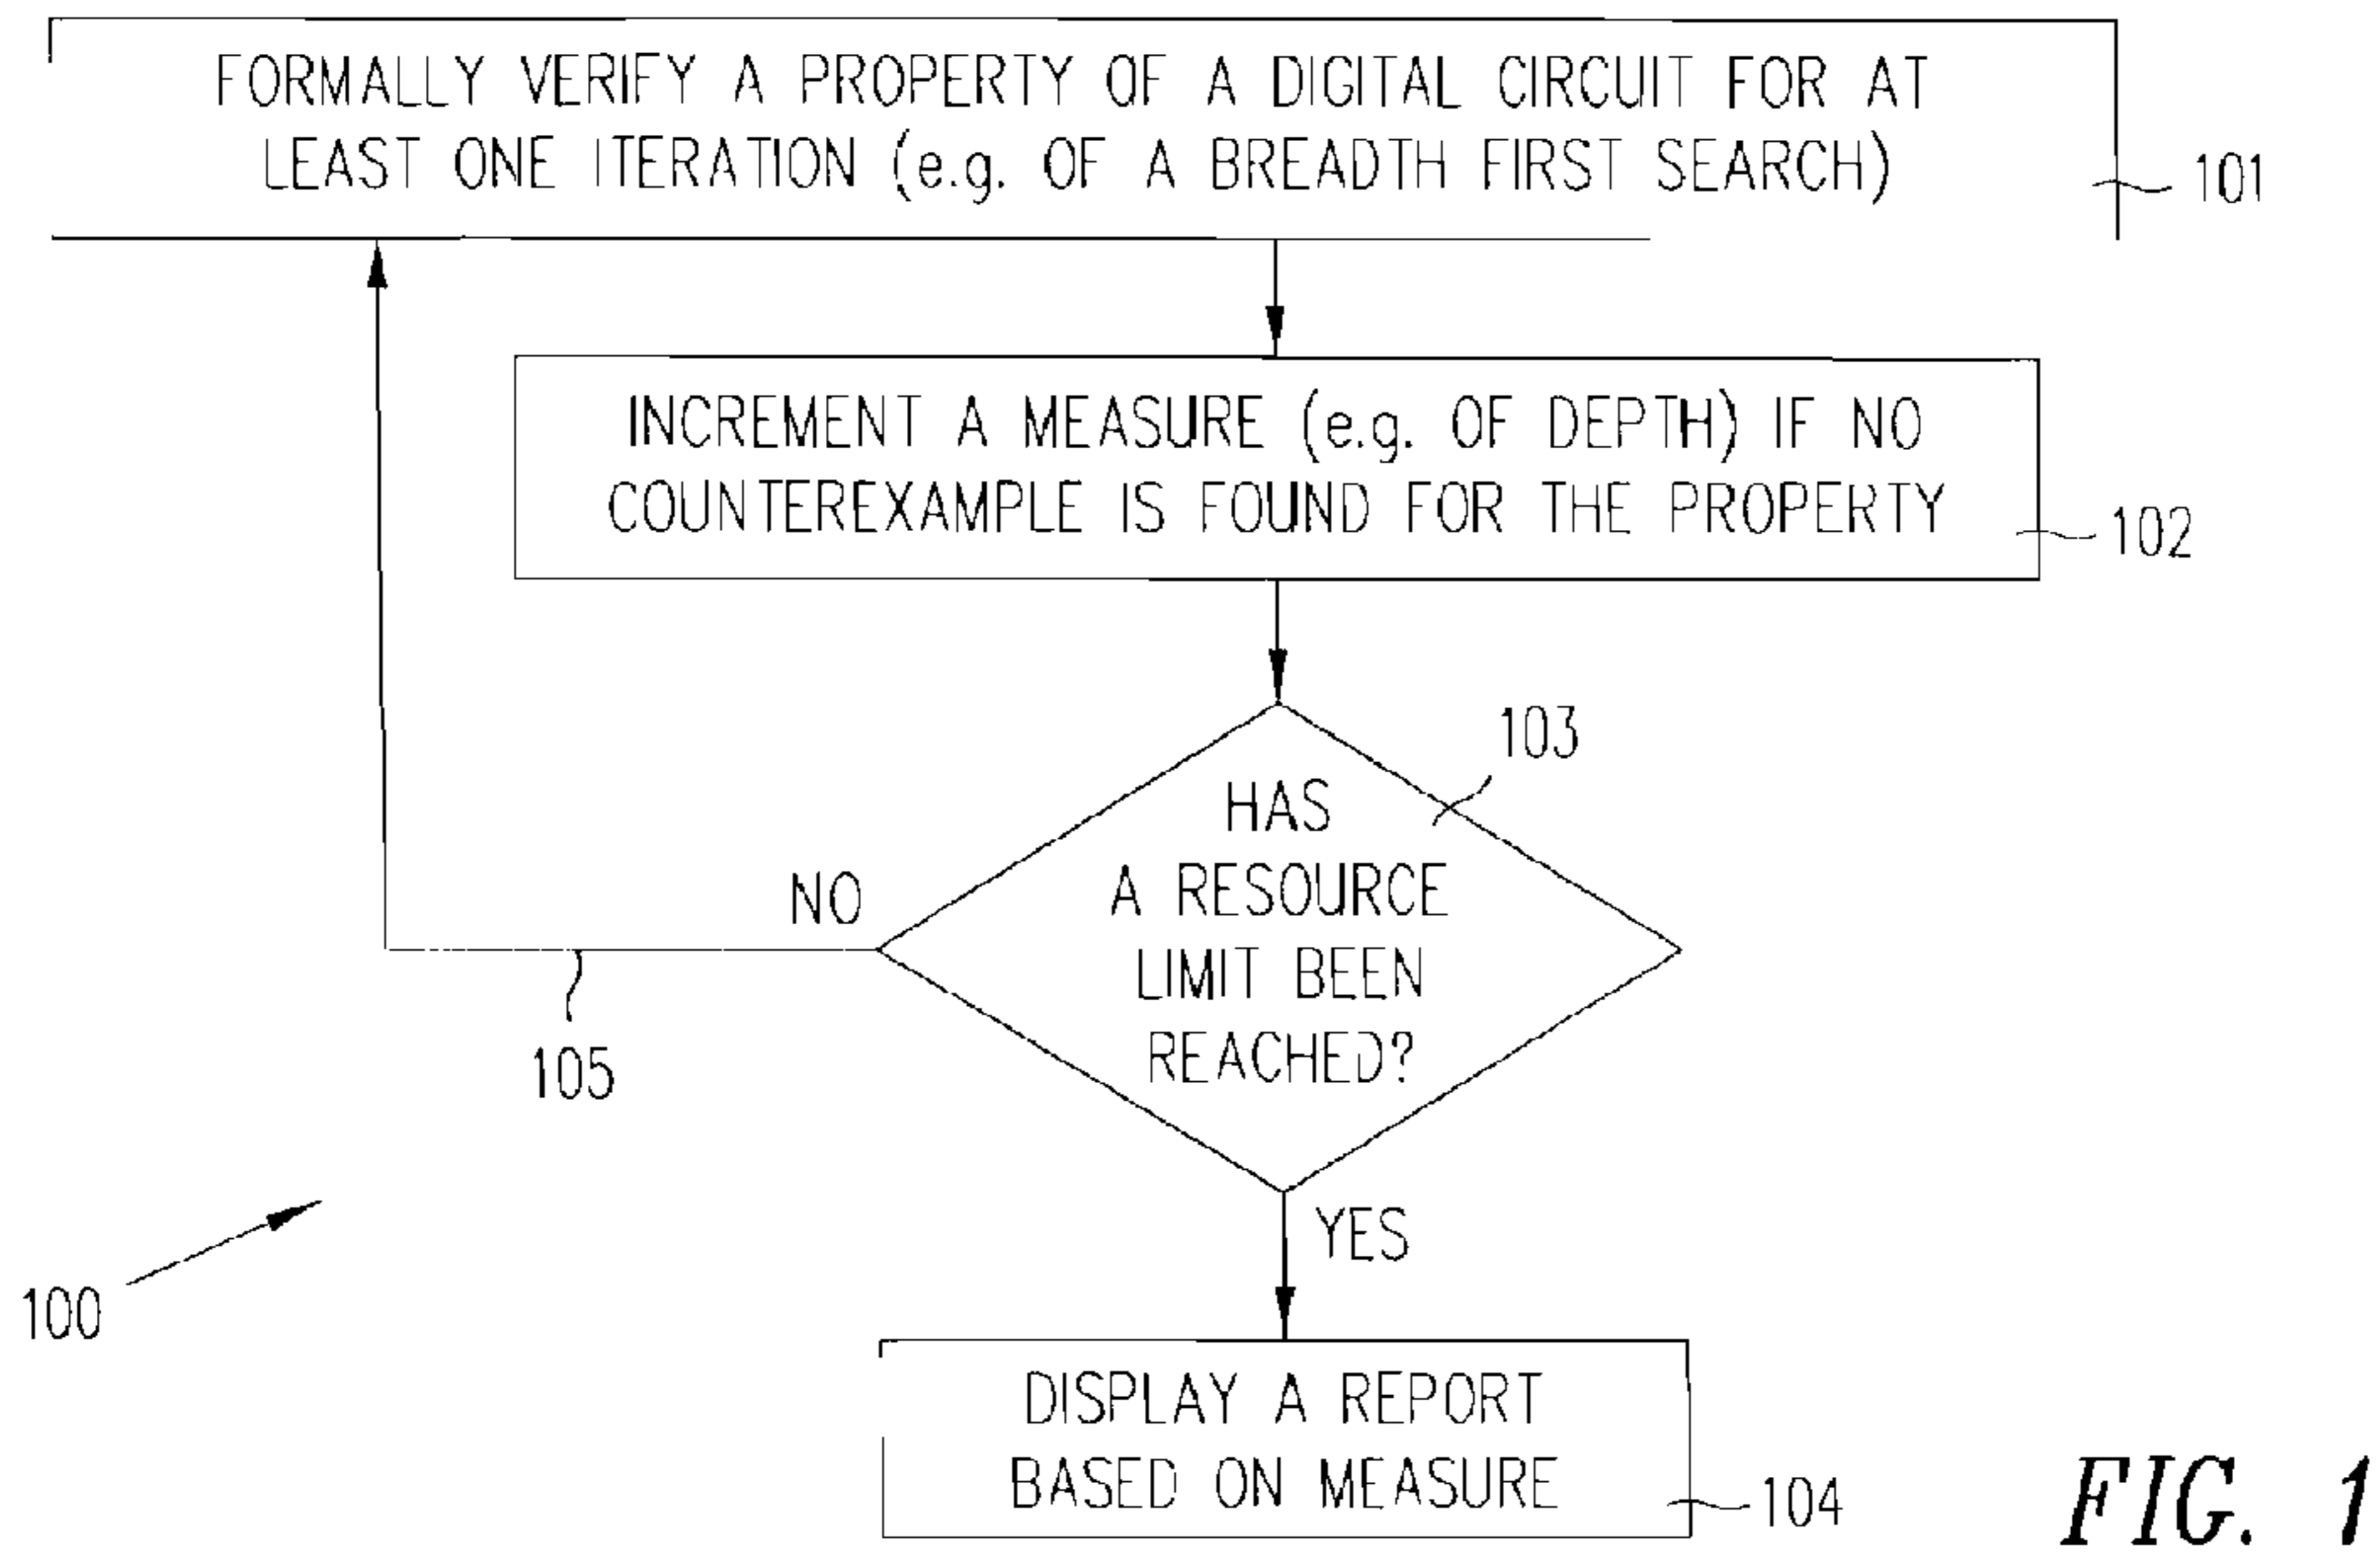 FORMALLY VERIFY A PROPERTY OF A DIGITAL CIRCUIT FOR AT
LEAST ONE ITERATION (e.g. OF A BREADTH FIRST SEARCH)
101
INCREMENT A MEASURE (e.g. OF DEPTH) IF NO
COUNTEREXAMPLE IS FOUND FOR THE PROPERTY
102
103
HAS
A RESOURCE
LIMIT BEEN
REACHED?
NO
105
YES
100
DISPLAY A REPORT
BASED ON MEASURE
104
FIG. 1